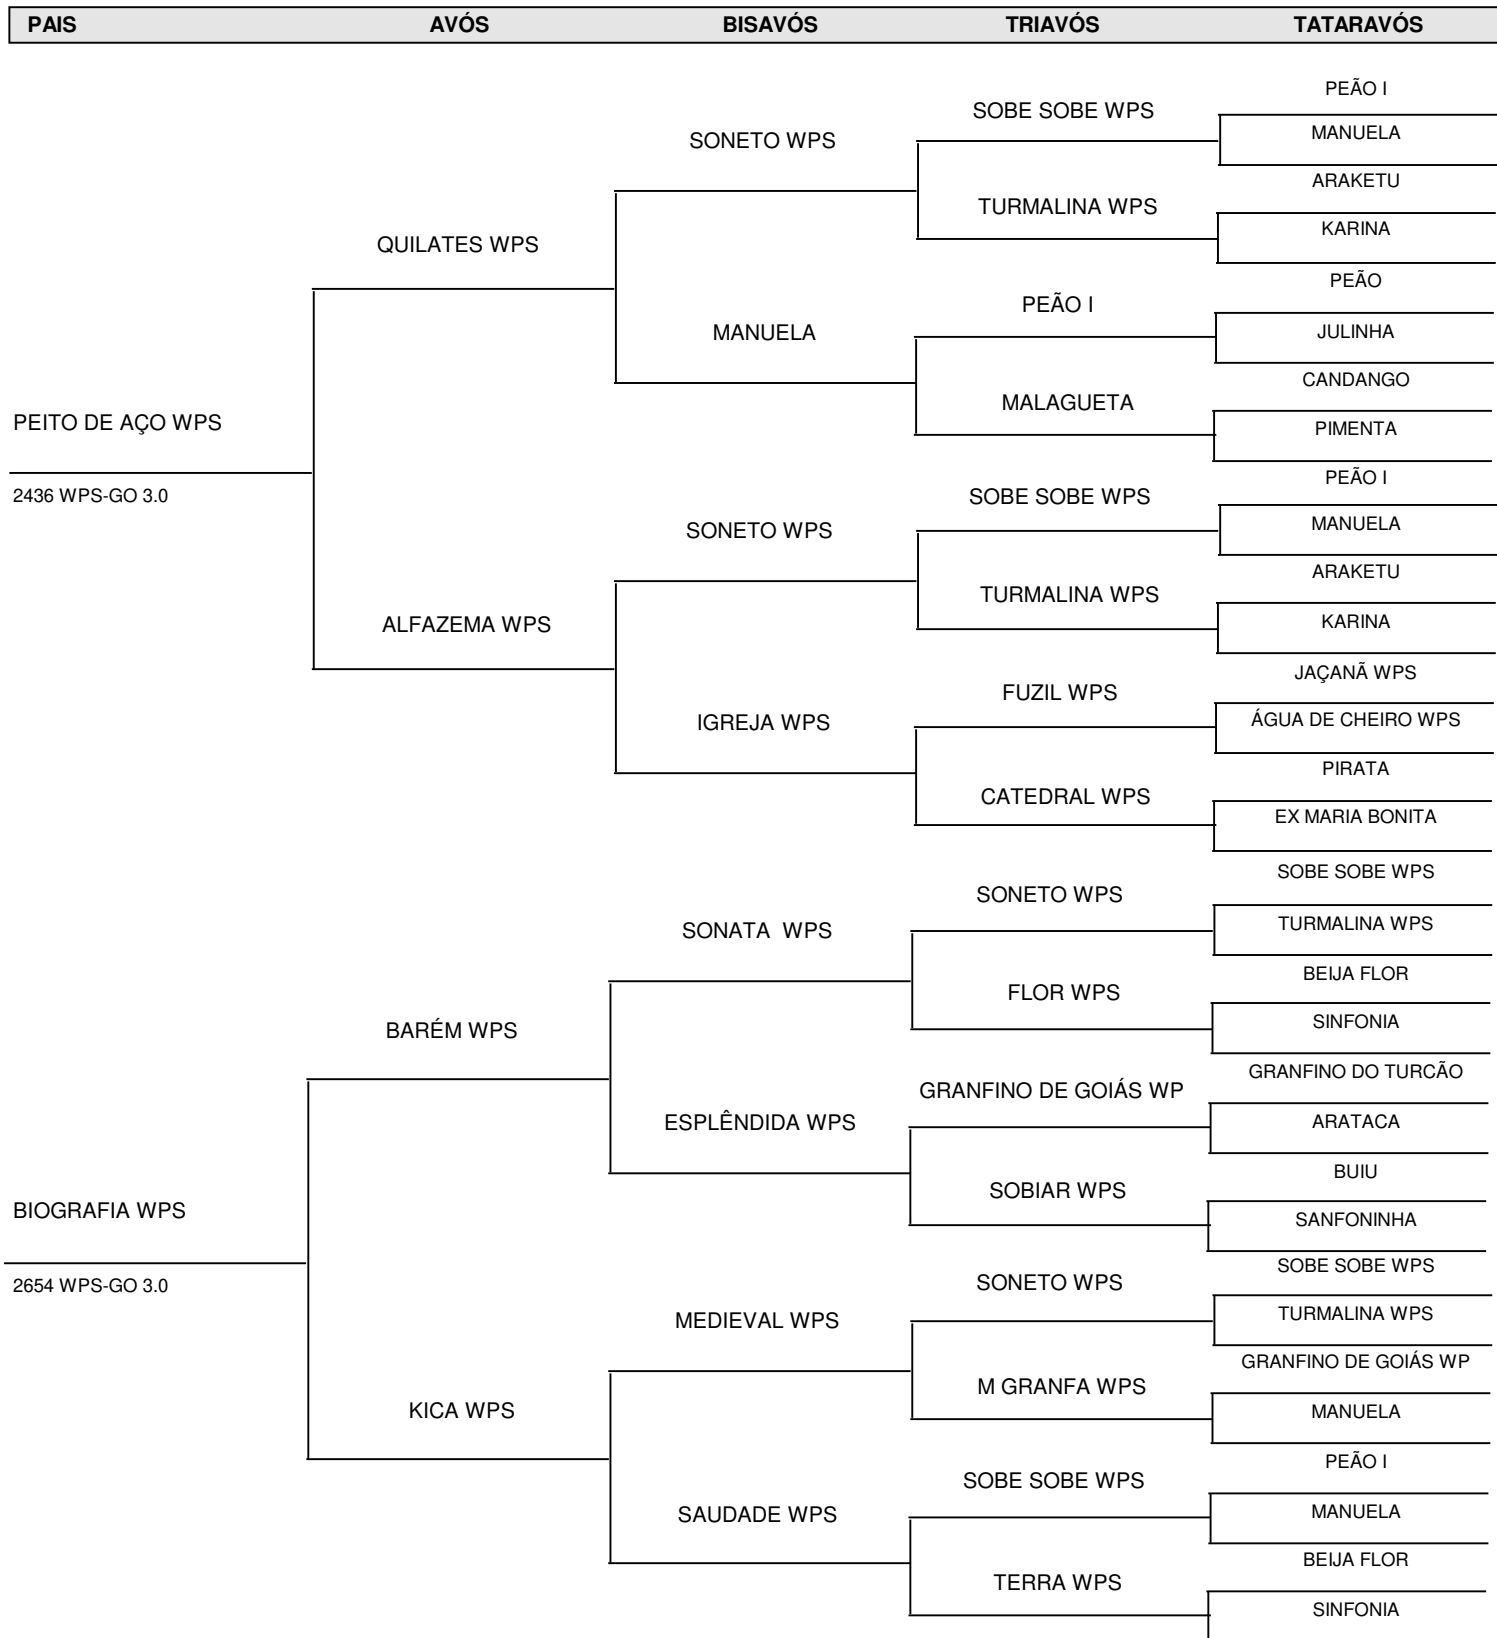 PAIS AVÓS BISAVÓS TRIAVÓS TATARAVÓS
PEÃO I
SOBE SOBE WPS
MANUELA
SONETO WPS
ARAKETU
TURMALINA WPS
KARINA
QUILATES WPS
PEÃO
PEÃO I
JULINHA
MANUELA
CANDANGO
MALAGUETA
PIMENTA
PEITO DE AÇO WPS
2436 WPS-GO 3.0
PEÃO I
SOBE SOBE WPS
MANUELA
SONETO WPS
ARAKETU
TURMALINA WPS
KARINA
ALFAZEMA WPS
JAÇANÃ WPS
FUZIL WPS
ÁGUA DE CHEIRO WPS
IGREJA WPS
PIRATA
CATEDRAL WPS
EX MARIA BONITA
SOBE SOBE WPS
SONETO WPS
TURMALINA WPS
SONATA WPS
BEIJA FLOR
FLOR WPS
SINFONIA
BARÉM WPS
GRANFINO DO TURCÃO
GRANFINO DE GOIÁS WP
ARATACA
ESPLÊNDIDA WPS
BUIU
SOBIAR WPS
SANFONINHA
BIOGRAFIA WPS
2654 WPS-GO 3.0
SOBE SOBE WPS
SONETO WPS
TURMALINA WPS
MEDIEVAL WPS
GRANFINO DE GOIÁS WP
M GRANFA WPS
MANUELA
KICA WPS
PEÃO I
SOBE SOBE WPS
MANUELA
SAUDADE WPS
BEIJA FLOR
TERRA WPS
SINFONIA